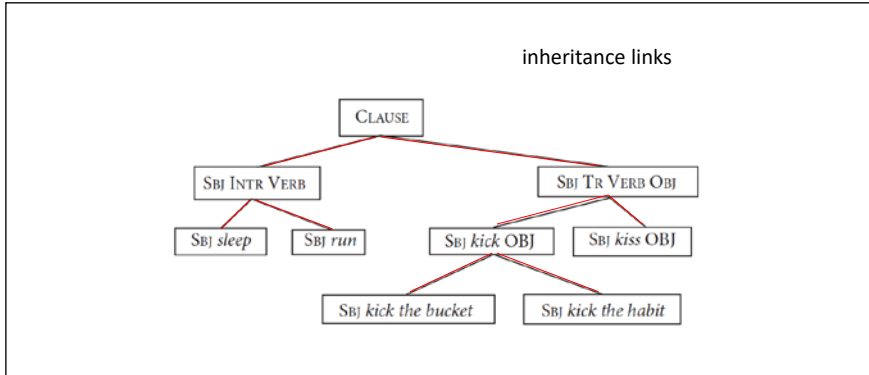 inheritance links
CLAUSE
SBJ INTR VERB
SBJ TR VERB OBJ
SBJ sleep
SBJ run
SBJ kick OBJ
SBJ kiss OBJ
SBJ kick the bucket
SBJ kick the habit